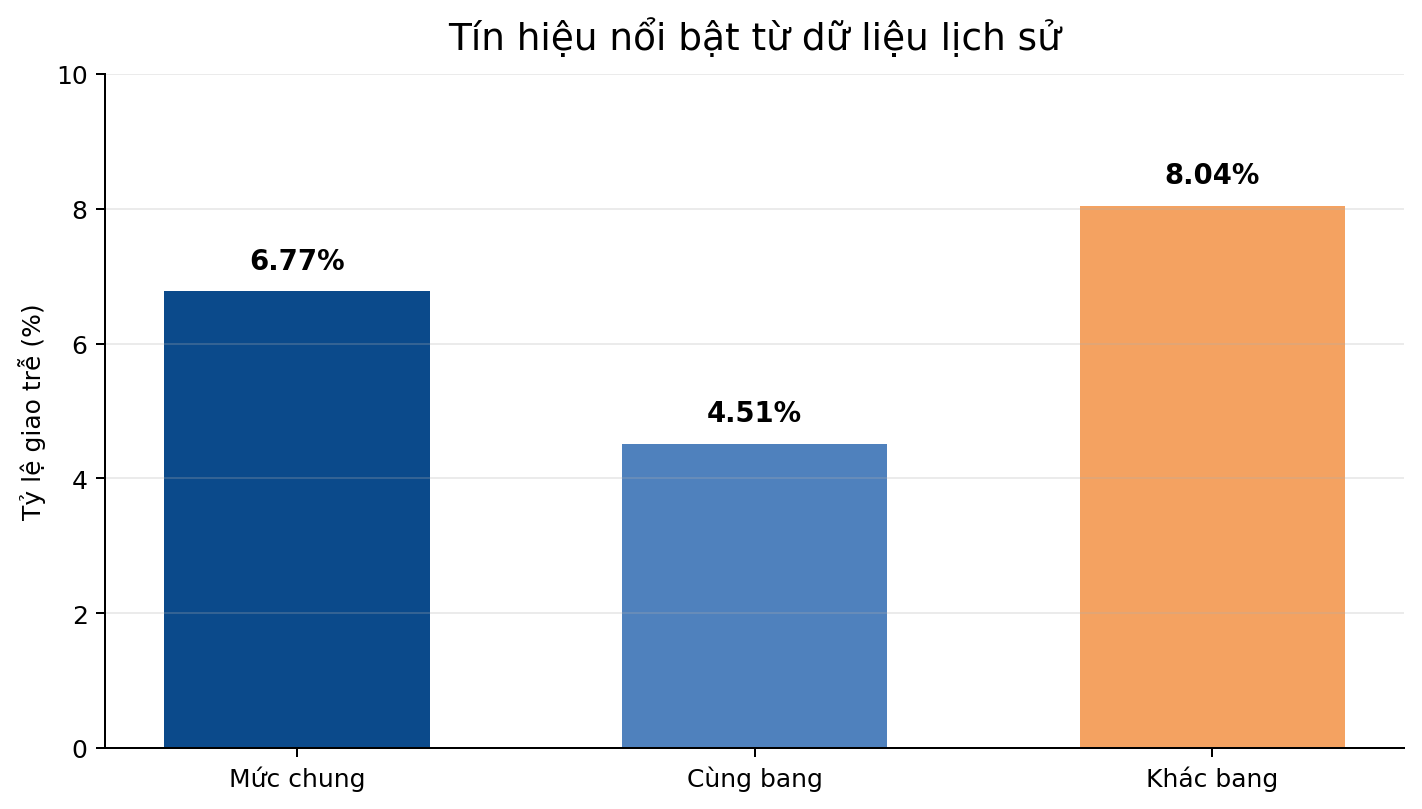 Tín hiệu nổi bật từ dữ liệu lịch sử
Tỷ lệ giao trễ (%)
10
8
6
4
2
0
6.77%
4.51%
8.04%
Mức chung
Cùng bang
Khác bang